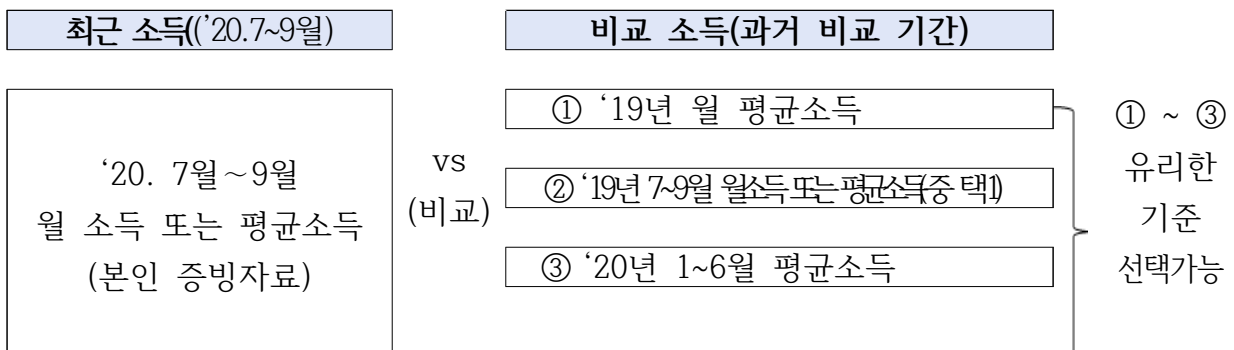 최근 소득(('20.7~9월)
비교 소득(과거 비교 기간)
'20. 7월～9월
월 소득 또는 평균소득
(본인 증빙자료)
vs
(비교)
① '19년 월 평균소득
② '19년 7~9월 월소득 또는 평균소득(중 택1)
③ '20년 1~6월 평균소득
① ~ ③
유리한
기준
선택가능